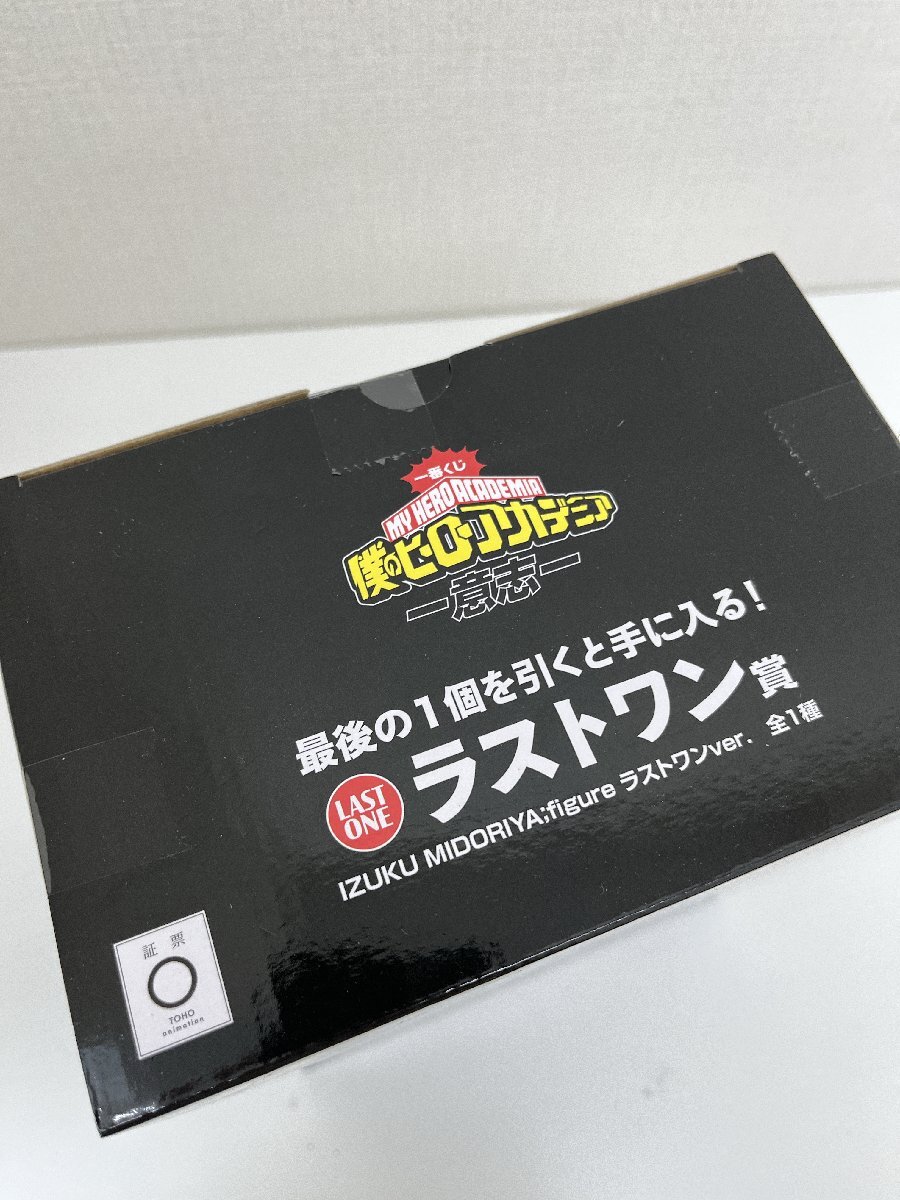 一番くじ
MY HERO ACADEMIA
僕のヒーローアカデミア
ー意志ー
最後の1個を引くと手に入る!
LAST
ONE
ラストワン賞
IZUKU MIDORIYA;figure ラストワンver. 全1種
証票
TOHO
animation